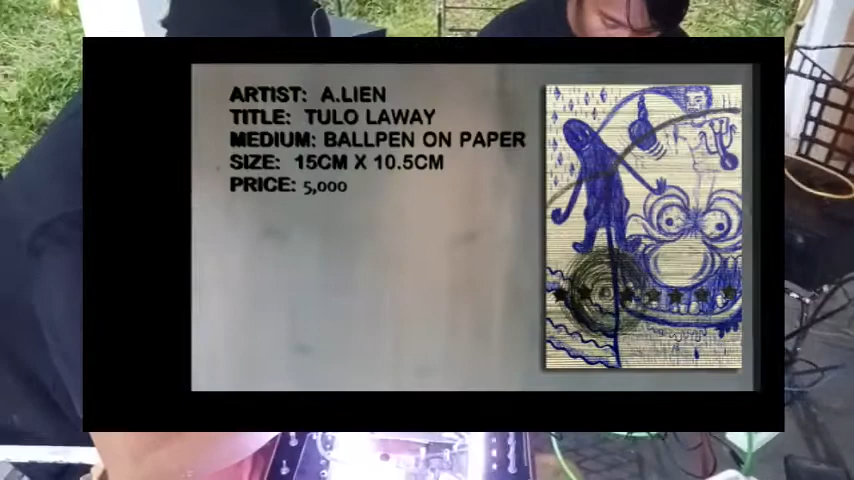 ARTIST: A.LIEN
TITLE: TULO LAWAY
MEDIUM: BALLPEN ON PAPER
SIZE: 15CM X 10.5CM
PRICE: 5,000